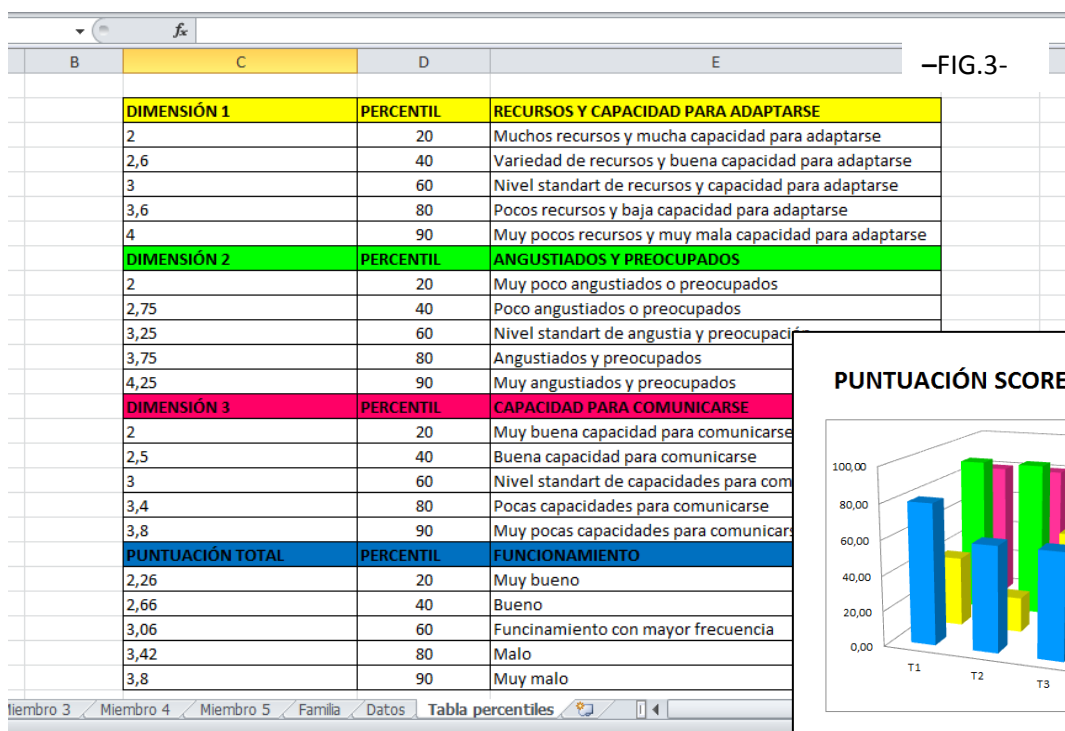 fx
B C D E
–FIG.3-
DIMENSIÓN 1 PERCENTIL RECURSOS Y CAPACIDAD PARA ADAPTARSE
2 20 Muchos recursos y mucha capacidad para adaptarse
2,6 40 Variedad de recursos y buena capacidad para adaptarse
3 60 Nivel standart de recursos y capacidad para adaptarse
3,6 80 Pocos recursos y baja capacidad para adaptarse
4 90 Muy pocos recursos y muy mala capacidad para adaptarse
DIMENSIÓN 2 PERCENTIL ANGUSTIADOS Y PREOCUPADOS
2 20 Muy poco angustiados o preocupados
2,75 40 Poco angustiados o preocupados
3,25 60 Nivel standart de angustia y preocupación
3,75 80 Angustiados y preocupados
4,25 90 Muy angustiados y preocupados
DIMENSIÓN 3 PERCENTIL CAPACIDAD PARA COMUNICARSE
2 20 Muy buena capacidad para comunicarse
2,5 40 Buena capacidad para comunicarse
3 60 Nivel standart de capacidades para com
3,4 80 Pocas capacidades para comunicarse
3,8 90 Muy pocas capacidades para comunicars
PUNTUACIÓN TOTAL PERCENTIL FUNCIONAMIENTO
2,26 20 Muy bueno
2,66 40 Bueno
3,06 60 Funcinamiento con mayor frecuencia
3,42 80 Malo
3,8 90 Muy malo
Miembro 3 Miembro 4 Miembro 5 Familia Datos Tabla percentiles
PUNTUACIÓN SCORE
100,00
80,00
60,00
40,00
20,00
0,00
T1 T2 T3